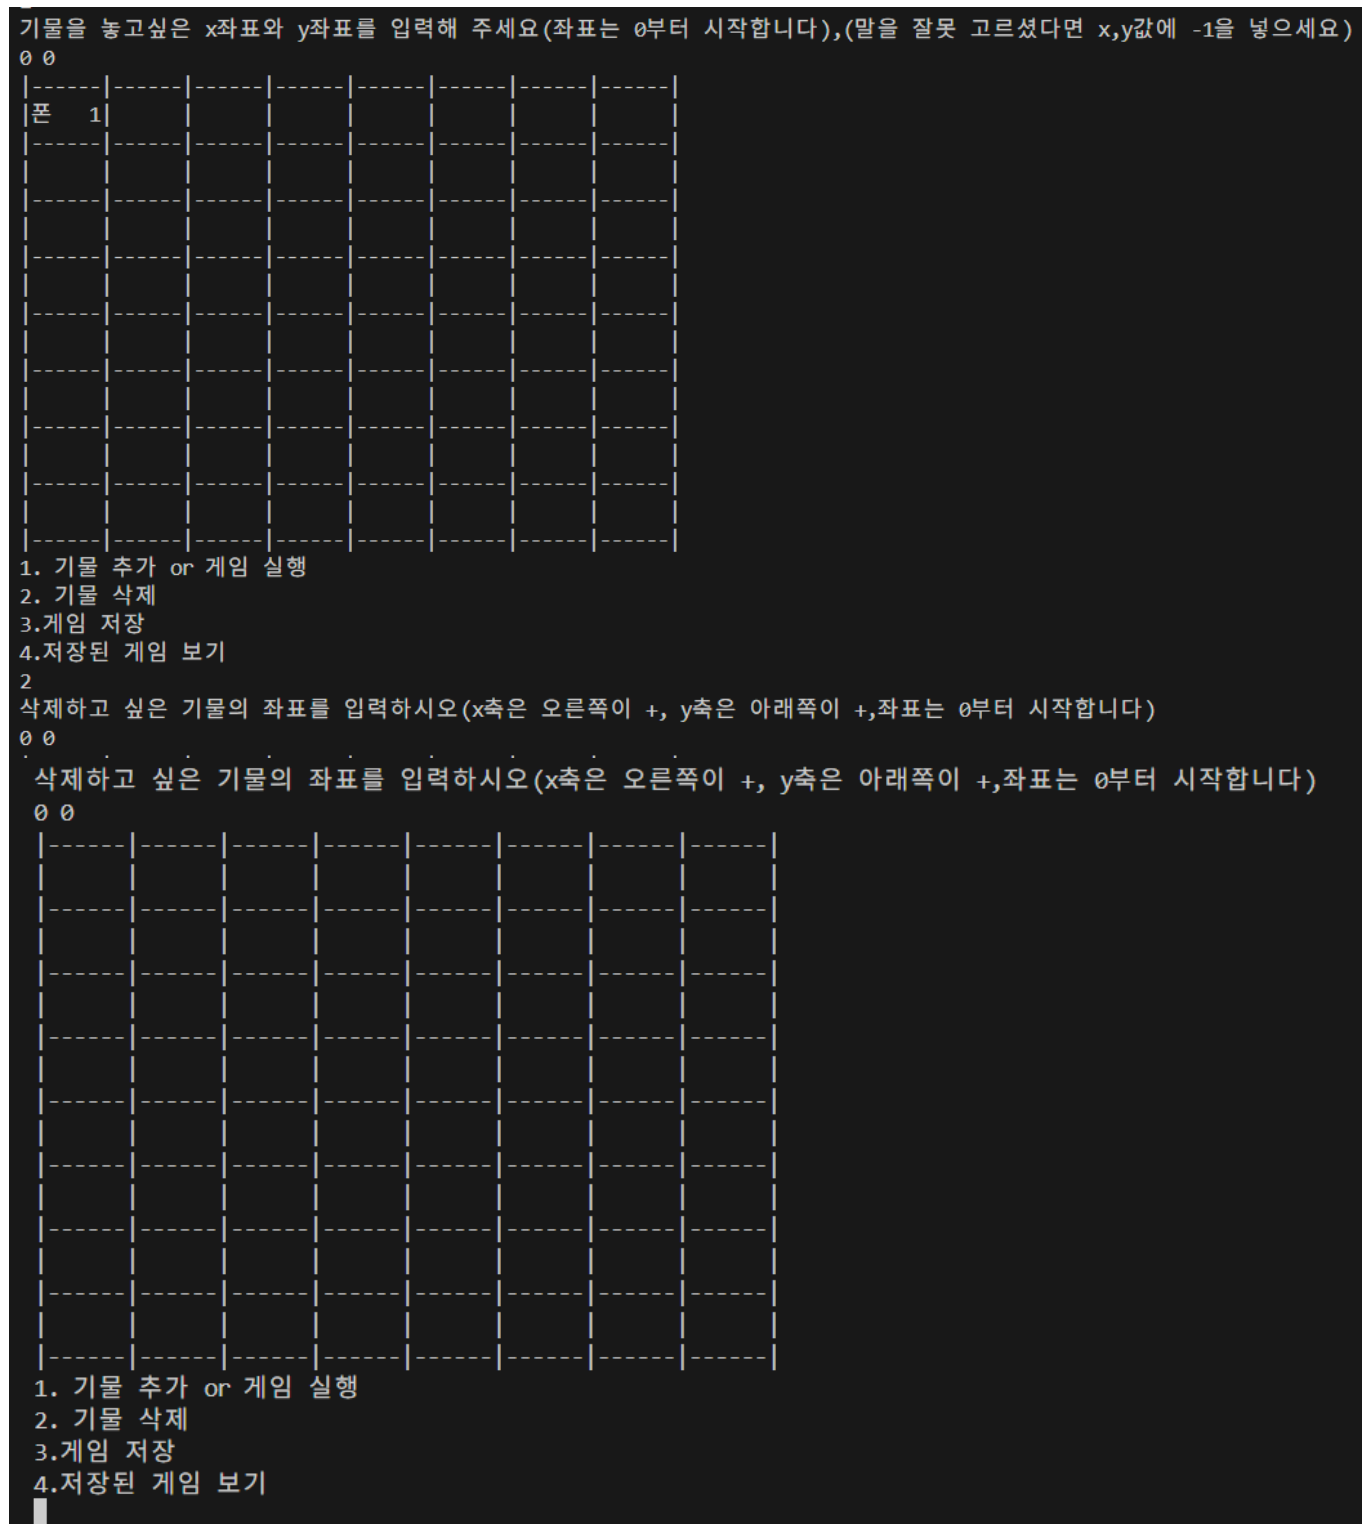 기물을 놓고싶은 x좌표와 y좌표를 입력해 주세요(좌표는 0부터 시작합니다),(말을 잘못 고르셨다면 x,y값에 -1을 넣으세요)
0 0
|------|------|------|------|------|------|------|------|
|폰   1|      |      |      |      |      |      |      |
|------|------|------|------|------|------|------|------|
|      |      |      |      |      |      |      |      |
|------|------|------|------|------|------|------|------|
|      |      |      |      |      |      |      |      |
|------|------|------|------|------|------|------|------|
|      |      |      |      |      |      |      |      |
|------|------|------|------|------|------|------|------|
|      |      |      |      |      |      |      |      |
|------|------|------|------|------|------|------|------|
|      |      |      |      |      |      |      |      |
|------|------|------|------|------|------|------|------|
|      |      |      |      |      |      |      |      |
|------|------|------|------|------|------|------|------|
|      |      |      |      |      |      |      |      |
|------|------|------|------|------|------|------|------|
1. 기물 추가 or 게임 실행
2. 기물 삭제
3.게임 저장
4.저장된 게임 보기
2
삭제하고 싶은 기물의 좌표를 입력하시오(x축은 오른쪽이 +, y축은 아래쪽이 +,좌표는 0부터 시작합니다)
0 0
삭제하고 싶은 기물의 좌표를 입력하시오(x축은 오른쪽이 +, y축은 아래쪽이 +,좌표는 0부터 시작합니다)
0 0
|------|------|------|------|------|------|------|------|
|      |      |      |      |      |      |      |      |
|------|------|------|------|------|------|------|------|
|      |      |      |      |      |      |      |      |
|------|------|------|------|------|------|------|------|
|      |      |      |      |      |      |      |      |
|------|------|------|------|------|------|------|------|
|      |      |      |      |      |      |      |      |
|------|------|------|------|------|------|------|------|
|      |      |      |      |      |      |      |      |
|------|------|------|------|------|------|------|------|
|      |      |      |      |      |      |      |      |
|------|------|------|------|------|------|------|------|
|      |      |      |      |      |      |      |      |
|------|------|------|------|------|------|------|------|
|      |      |      |      |      |      |      |      |
|------|------|------|------|------|------|------|------|
1. 기물 추가 or 게임 실행
2. 기물 삭제
3.게임 저장
4.저장된 게임 보기